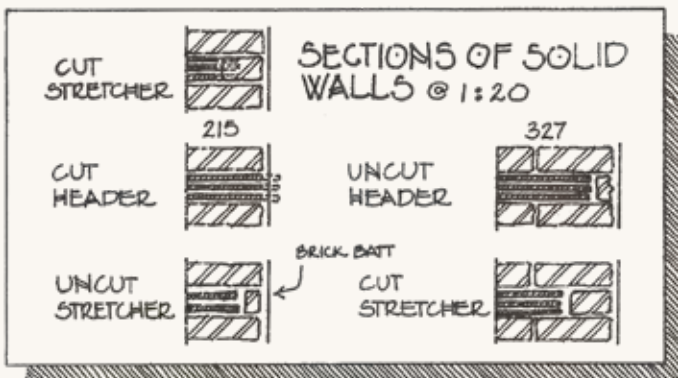 CUT
STRETCHER
SECTIONS OF SOLID
WALLS @ 1:20
215
327
CUT
HEADER
UNCUT
HEADER
BRICK BATT
UNCUT
STRETCHER
CUT
STRETCHER